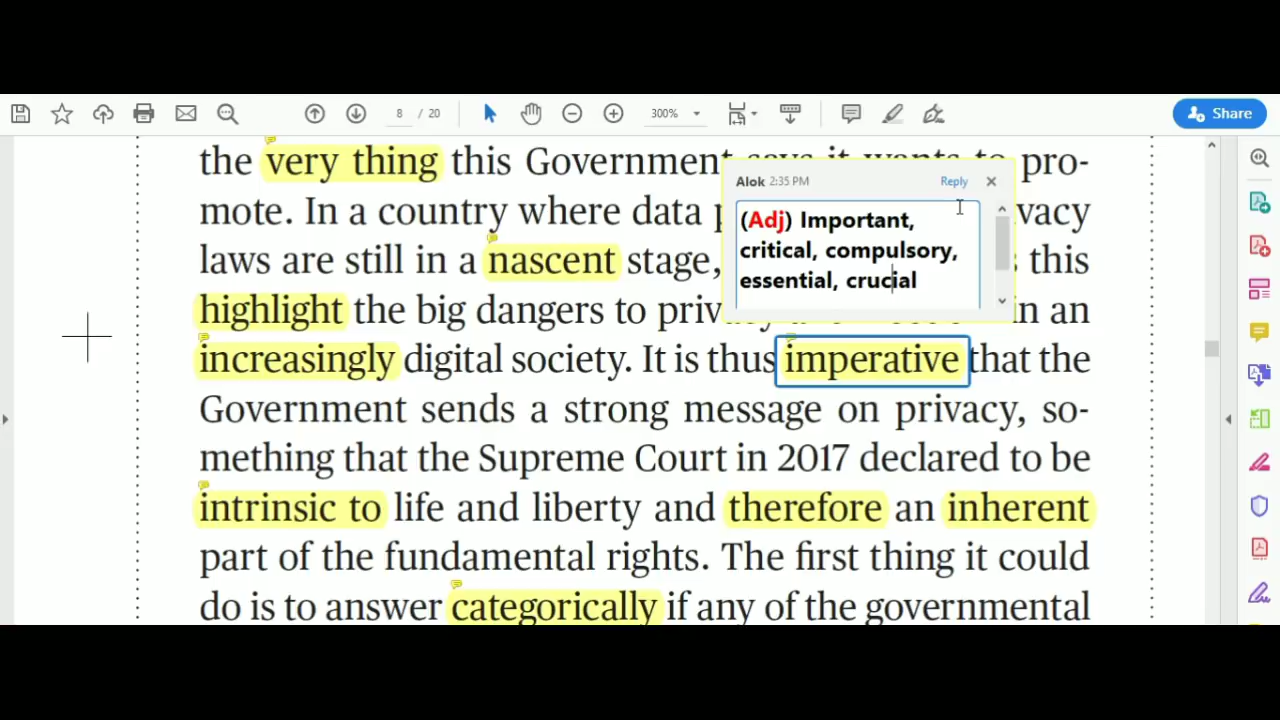 8 / 20
300%
Share
the very thing this Government says it wants to pro-
mote. In a country where data p vacy
laws are still in a nascent stage, this
highlight the big dangers to in an
increasingly digital society. It is thus imperative that the
Government sends a strong message on privacy, so-
mething that the Supreme Court in 2017 declared to be
intrinsic to life and liberty and therefore an inherent
part of the fundamental rights. The first thing it could
do is to answer categorically if any of the governmental
Alok 2:35 PM
Reply
(Adj) Important,
critical, compulsory,
essential, crucial